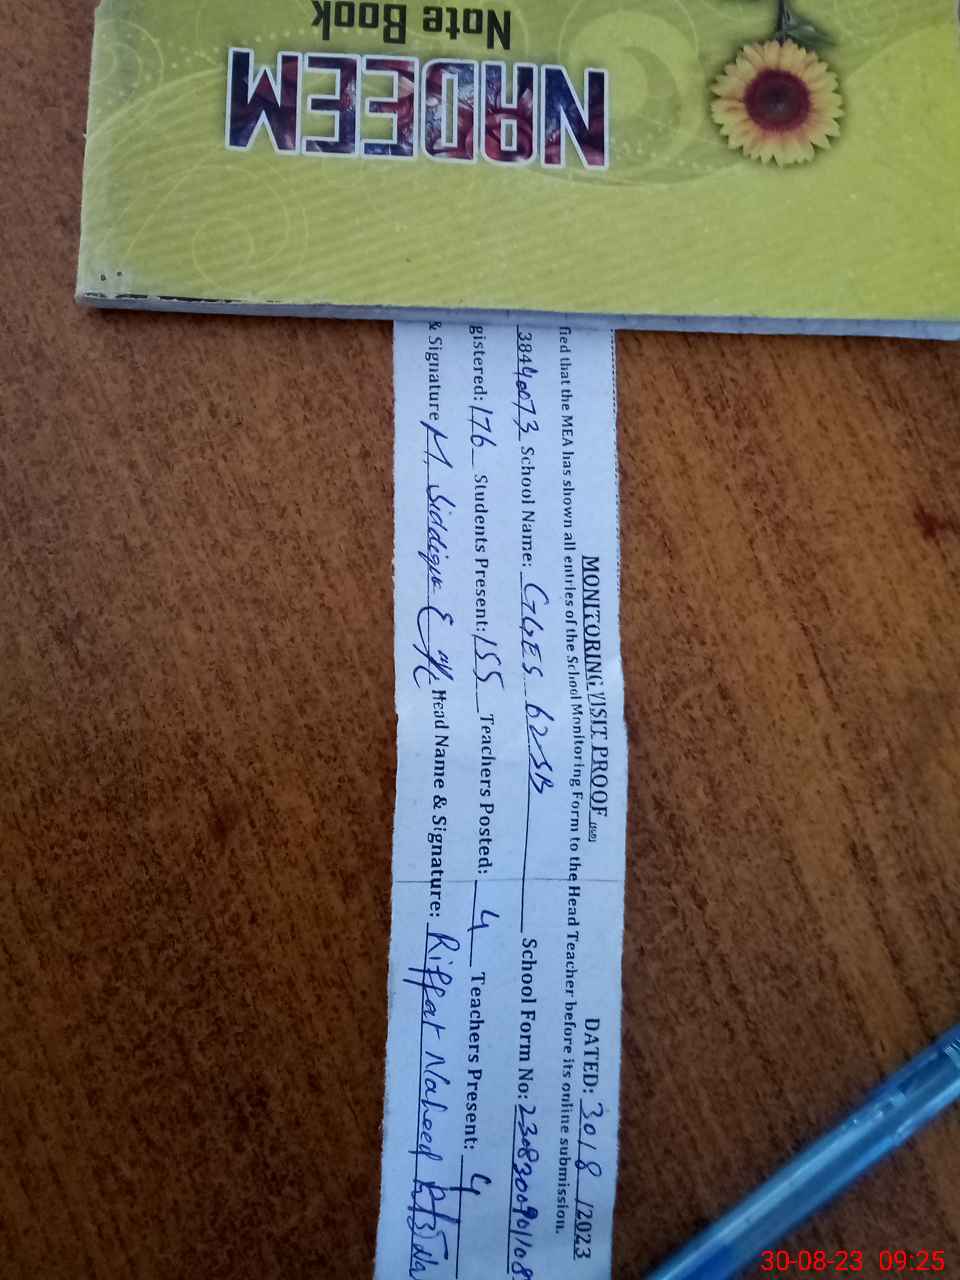 Note Book
NADEEM
MONITORING VISIT PROOF DATED: 30/8/2023
fied that the MEA has shown all entries of the School Monitoring Form to the Head Teacher before its online submission.
38440073 School Name: GGES 62-SB School Form No: 2308300901108
gistered: 176 Students Present: 155 Teachers Posted: 4 Teachers Present: 4
& Signature M. Siddique Head Name & Signature: Riffat Naheed
30-08-23 09:25